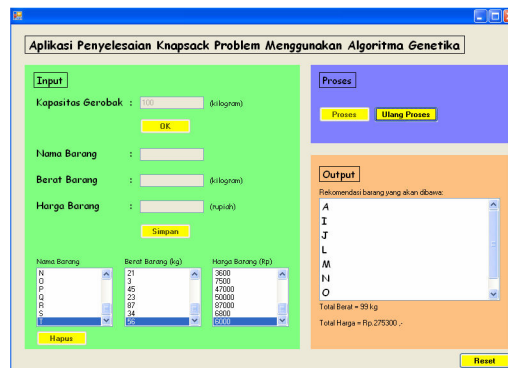 Aplikasi Penyelesaian Knapsack Problem Menggunakan Algoritma Genetika
Input
Kapasitas Gerobak : 100 (kilogram)
OK
Nama Barang :
Berat Barang : (kilogram)
Harga Barang : (rupiah)
Simpan
Nama Barang
N
O
P
Q
R
S
T
Berat Barang (kg)
21
3
45
23
87
34
56
Harga Barang (Rp)
3600
7500
47000
50000
87000
6800
6000
Hapus
Proses
Proses
Ulang Proses
Output
Rekomendasi barang yang akan dibawa:
A
I
J
L
M
N
O
Total Berat = 99 kg
Total Harga = Rp.275300 ,-
Reset